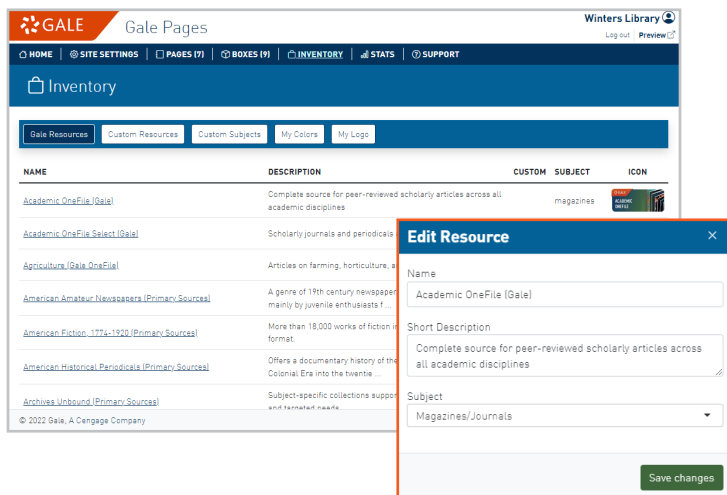 GALE
Gale Pages
Winters Library
Log out | Preview
HOME | SITE SETTINGS | PAGES (7) | BOXES (9) | INVENTORY | STATS | SUPPORT
Inventory
Gale Resources Custom Resources Custom Subjects My Colors My Logo
NAME DESCRIPTION CUSTOM SUBJECT ICON
Academic OneFile (Gale) Complete source for peer-reviewed scholarly articles across all
academic disciplines
magazines
GALE
ACADEMIC
ONEFILE
Academic OneFile Select (Gale) Scholarly journals and periodicals
Agriculture (Gale OneFile) Articles on farming, horticulture, a
American Amateur Newspapers (Primary Sources) A genre of 19th century newspaper
mainly by juvenile enthusiasts f ...
American Fiction, 1774-1920 (Primary Sources) More than 18,000 works of fiction i
format.
American Historical Periodicals (Primary Sources) Offers a documentary history of the
Colonial Era into the twentie ...
Archives Unbound (Primary Sources) Subject-specific collections suppor
and targeted needs
© 2022 Gale, A Cengage Company
Edit Resource ×
Name
Academic OneFile (Gale)
Short Description
Complete source for peer-reviewed scholarly articles across
all academic disciplines
Subject
Magazines/Journals
Save changes